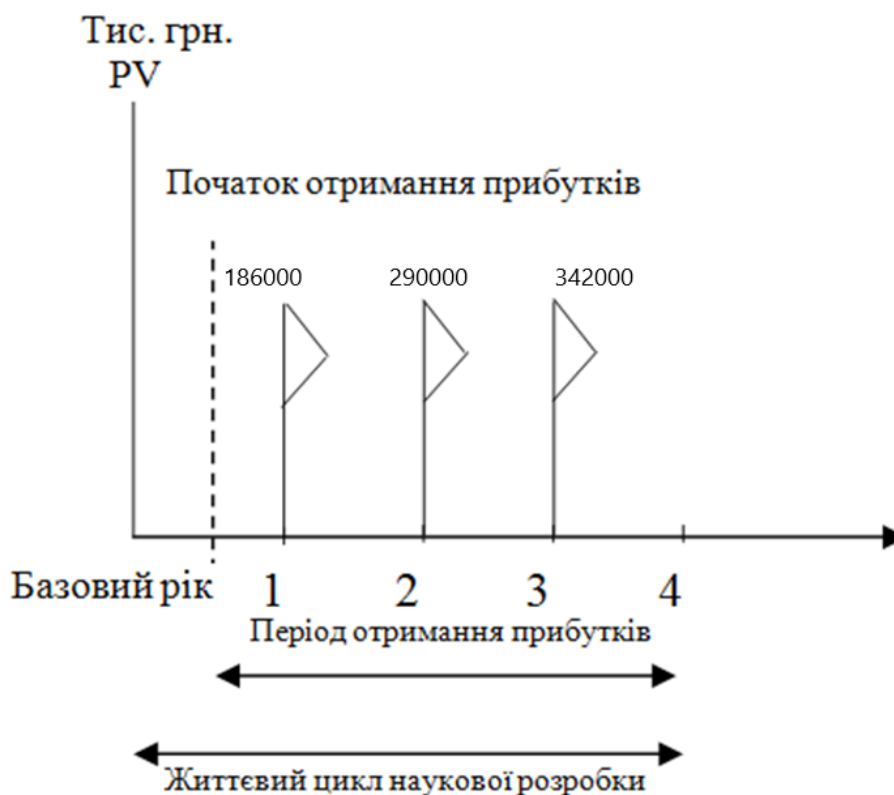 Тис. грн.
PV
Початок отримання прибутків
186000 290000 342000
Базовий рік 1 2 3 4
Період отримання прибутків
Життєвий цикл наукової розробки